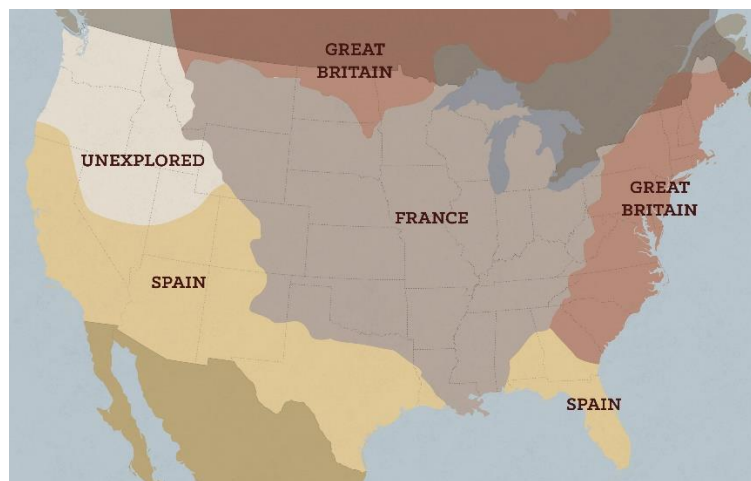 GREAT
BRITAIN
UNEXPLORED
GREAT
BRITAIN
FRANCE
SPAIN
SPAIN